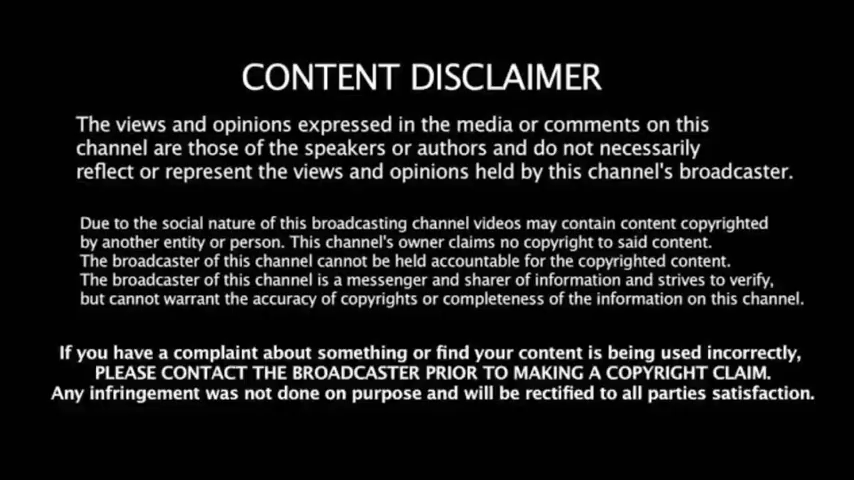 CONTENT DISCLAIMER
The views and opinions expressed in the media or comments on this
channel are those of the speakers or authors and do not necessarily
reflect or represent the views and opinions held by this channel's broadcaster.
Due to the social nature of this broadcasting channel videos may contain content copyrighted
by another entity or person. This channel's owner claims no copyright to said content.
The broadcaster of this channel cannot be held accountable for the copyrighted content.
The broadcaster of this channel is a messenger and sharer of information and strives to verify,
but cannot warrant the accuracy of copyrights or completeness of the information on this channel.
If you have a complaint about something or find your content is being used incorrectly,
PLEASE CONTACT THE BROADCASTER PRIOR TO MAKING A COPYRIGHT CLAIM.
Any infringement was not done on purpose and will be rectified to all parties satisfaction.